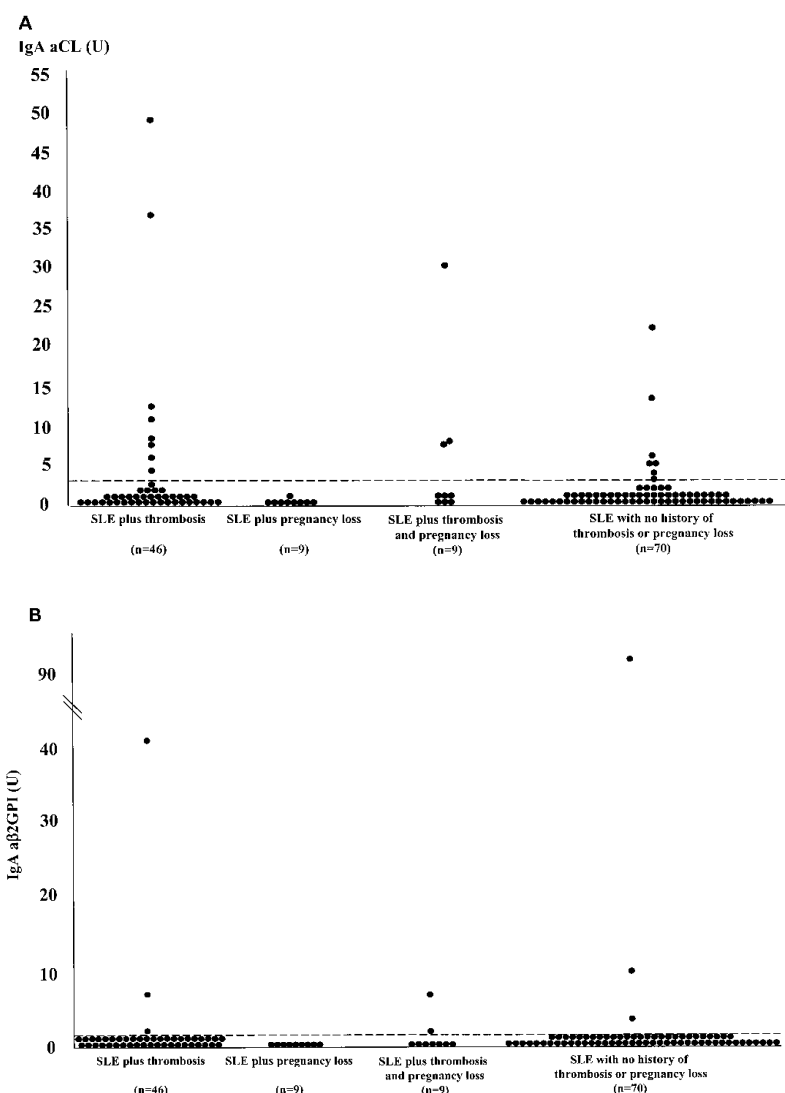 A
IgA aCL (U)
55
50
45
40
35
30
25
20
15
10
5
0
SLE plus thrombosis
(n=46)
SLE plus pregnancy loss
(n=9)
SLE plus thrombosis
and pregnancy loss
(n=9)
SLE with no history of
thrombosis or pregnancy loss
(n=70)
B
IgA aβ2GPI (U)
90
40
30
20
10
0
SLE plus thrombosis
(n=46)
SLE plus pregnancy loss
(n=9)
SLE plus thrombosis
and pregnancy loss
(n=9)
SLE with no history of
thrombosis or pregnancy loss
(n=70)